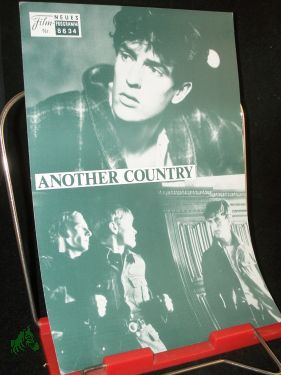 Film
Nr.
NEUES
PROGRAMM
8634
ANOTHER COUNTRY